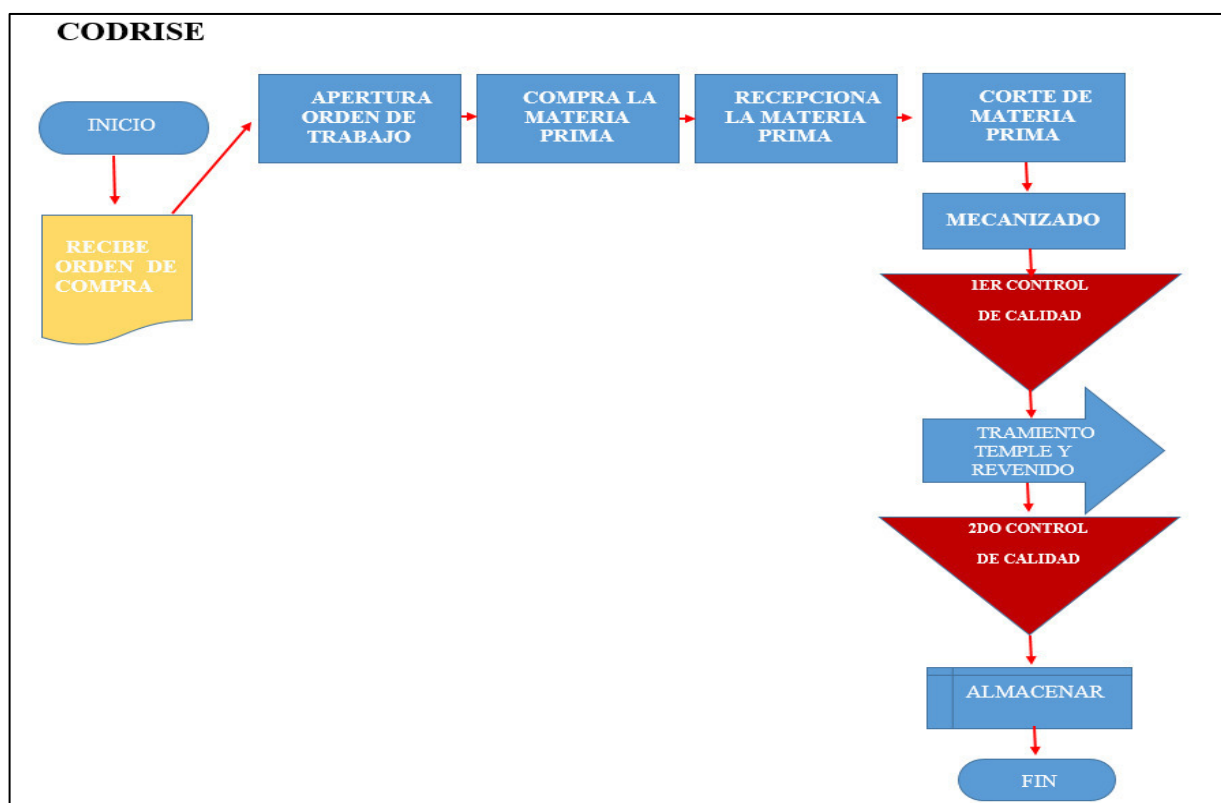 CODRISE
INICIO
RECIBE
ORDEN DE
COMPRA
APERTURA
ORDEN DE
TRABAJO
COMPRA LA
MATERIA
PRIMA
RECEPCIONA
LA MATERIA
PRIMA
CORTE DE
MATERIA
PRIMA
MECANIZADO
1ER CONTROL
DE CALIDAD
TRAMIENTO
TEMPLE Y
REVENIDO
2DO CONTROL
DE CALIDAD
ALMACENAR
FIN